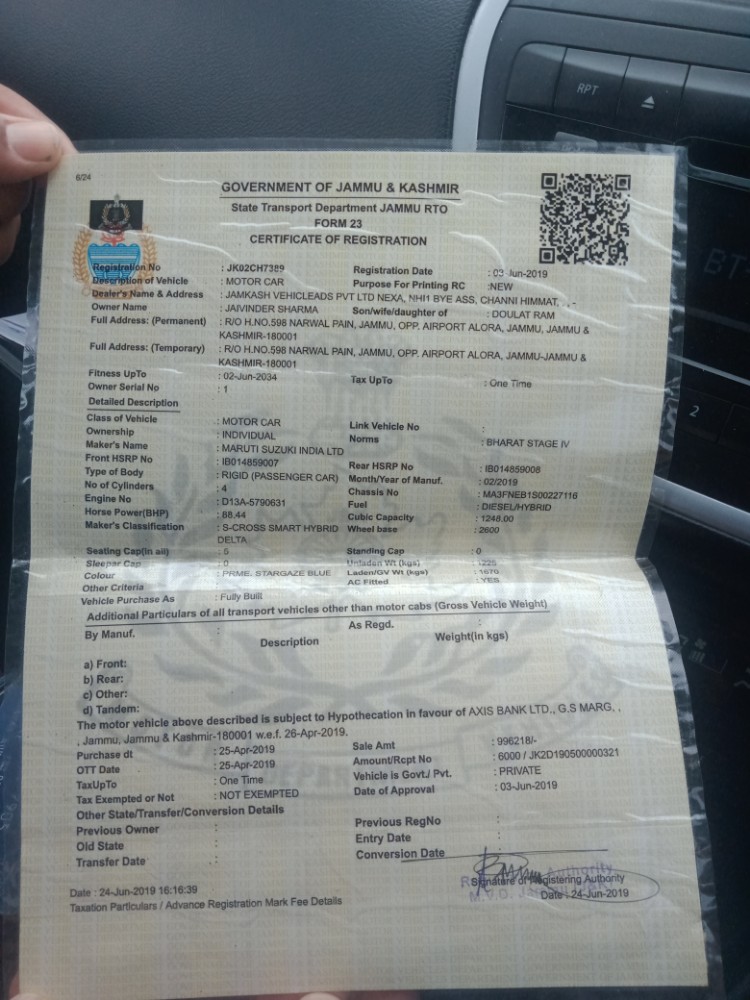 RPT
BT
2
6/24
GOVERNMENT OF JAMMU & KASHMIR
State Transport Department JAMMU RTO
FORM 23
CERTIFICATE OF REGISTRATION
Registration No : JK02CH7389 Registration Date : 03-Jun-2019
Description of Vehicle : MOTOR CAR Purpose For Printing RC :NEW
Dealer's Name & Address : JAMKASH VEHICLEADS PVT LTD NEXA, NHI1 BYE ASS, CHANNI HIMMAT, , ,-
Owner Name : JAIVINDER SHARMA Son/wife/daughter of : DOULAT RAM
Full Address: (Permanent) : R/O H.NO.598 NARWAL PAIN, JAMMU, OPP. AIRPORT ALORA, JAMMU, JAMMU &
KASHMIR-180001
Full Address: (Temporary) : R/O H.NO.598 NARWAL PAIN, JAMMU, OPP. AIRPORT ALORA, JAMMU-JAMMU &
KASHMIR-180001
Fitness UpTo : 02-Jun-2034 Tax UpTo : One Time
Owner Serial No : 1
Detailed Description
Class of Vehicle : MOTOR CAR Link Vehicle No :
Ownership : INDIVIDUAL Norms : BHARAT STAGE IV
Maker's Name : MARUTI SUZUKI INDIA LTD
Front HSRP No : IB014859007 Rear HSRP No : IB014859008
Type of Body : RIGID (PASSENGER CAR) Month/Year of Manuf. : 02/2019
No of Cylinders : 4 Chassis No : MA3FNEB1S00227116
Engine No : D13A-5790631 Fuel : DIESEL/HYBRID
Horse Power(BHP) : 88.44 Cubic Capacity : 1248.00
Maker's Classification : S-CROSS SMART HYBRID Wheel base : 2600
DELTA
Seating Cap(in all) : 5 Standing Cap : 0
Sleepar Cap : 0 Unladen Wt (kgs) : 1225
Colour : PRME. STARGAZE BLUE Laden/GV Wt (kgs) : 1670
Other Criteria AC Fitted : YES
Vehicle Purchase As : Fully Built
Additional Particulars of all transport vehicles other than motor cabs (Gross Vehicle Weight)
By Manuf. : As Regd. :
Description Weight(in kgs)
a) Front:
b) Rear:
c) Other:
d) Tandem:
The motor vehicle above described is subject to Hypothecation in favour of AXIS BANK LTD., G.S MARG, ,
, Jammu, Jammu & Kashmir-180001 w.e.f. 26-Apr-2019.
Purchase dt : 25-Apr-2019 Sale Amt : 996218/-
OTT Date : 25-Apr-2019 Amount/Rcpt No : 6000 / JK2D190500000321
TaxUpTo : One Time Vehicle is Govt./ Pvt. : PRIVATE
Tax Exempted or Not : NOT EXEMPTED Date of Approval : 03-Jun-2019
Other State/Transfer/Conversion Details
Previous Owner : Previous RegNo :
Old State : Entry Date :
Transfer Date : Conversion Date
Signature of Registering Authority
Date : 24-Jun-2019
Date : 24-Jun-2019 16:16:39
Taxation Particulars / Advance Registration Mark Fee Details